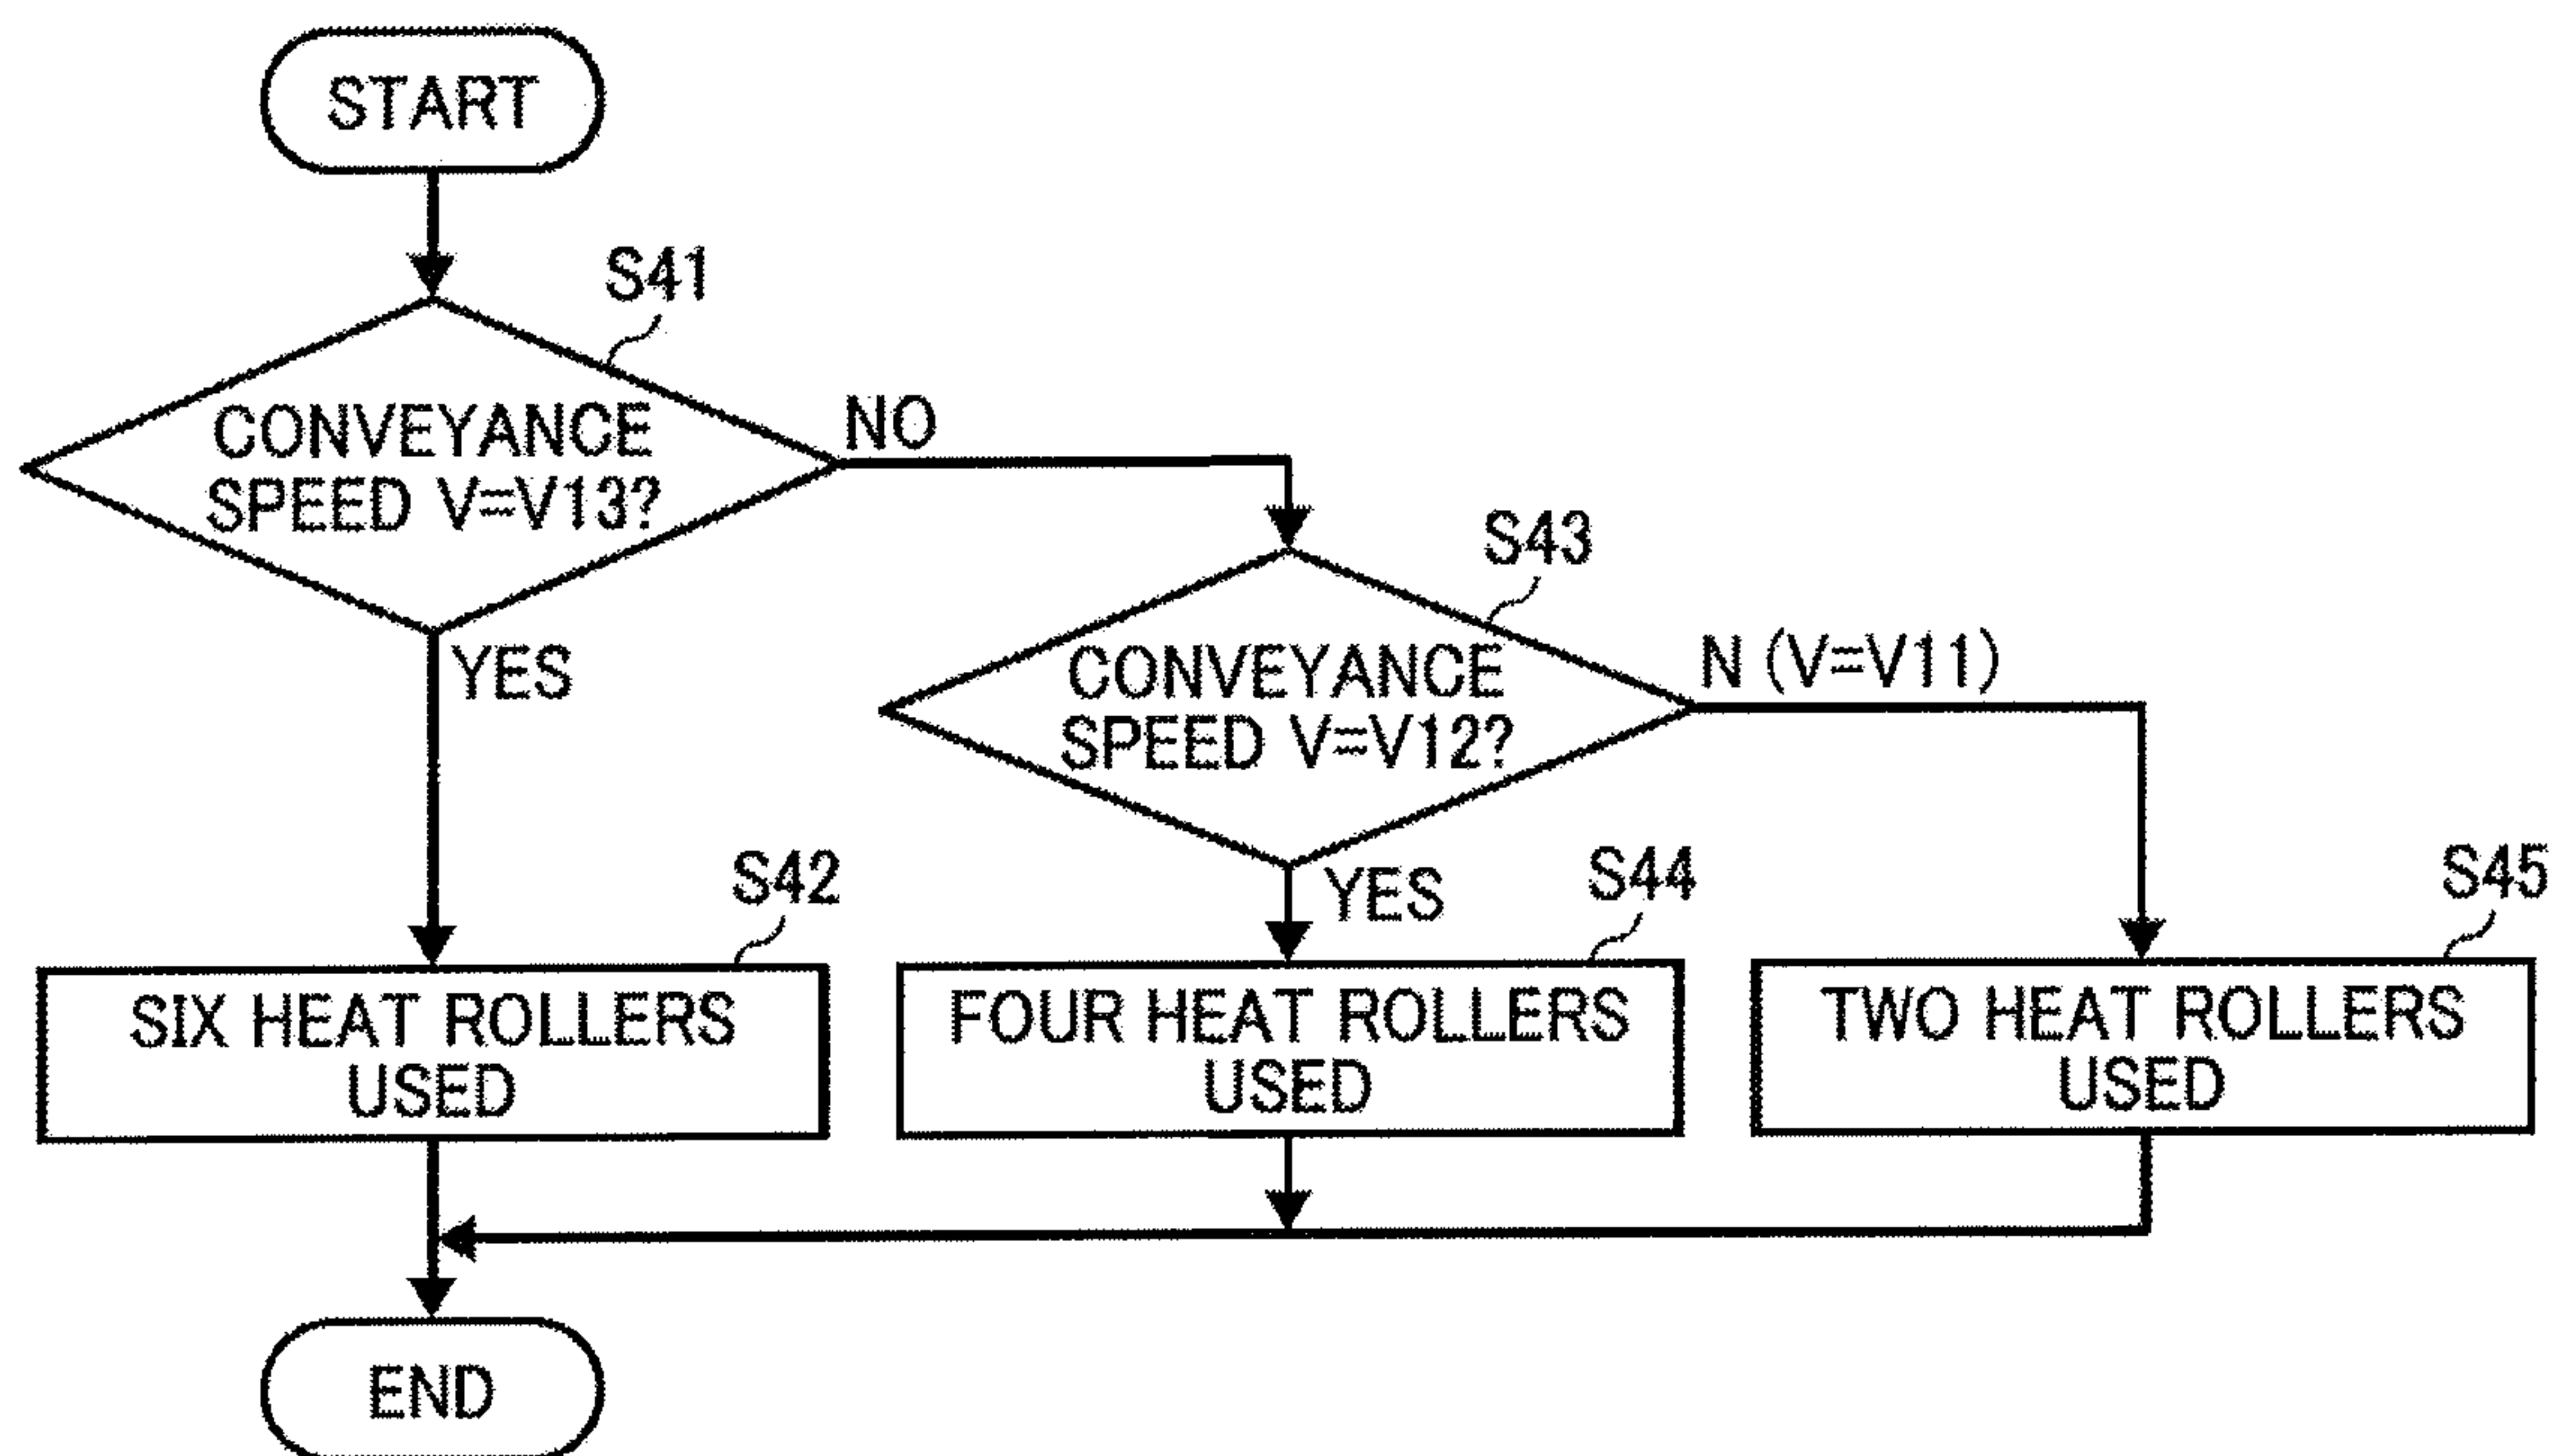 START
S41
CONVEYANCE
SPEED V=V13?
NO
YES
S43
CONVEYANCE
SPEED V=V12?
N (V=V11)
YES
S42
SIX HEAT ROLLERS
USED
S44
FOUR HEAT ROLLERS
USED
S45
TWO HEAT ROLLERS
USED
END